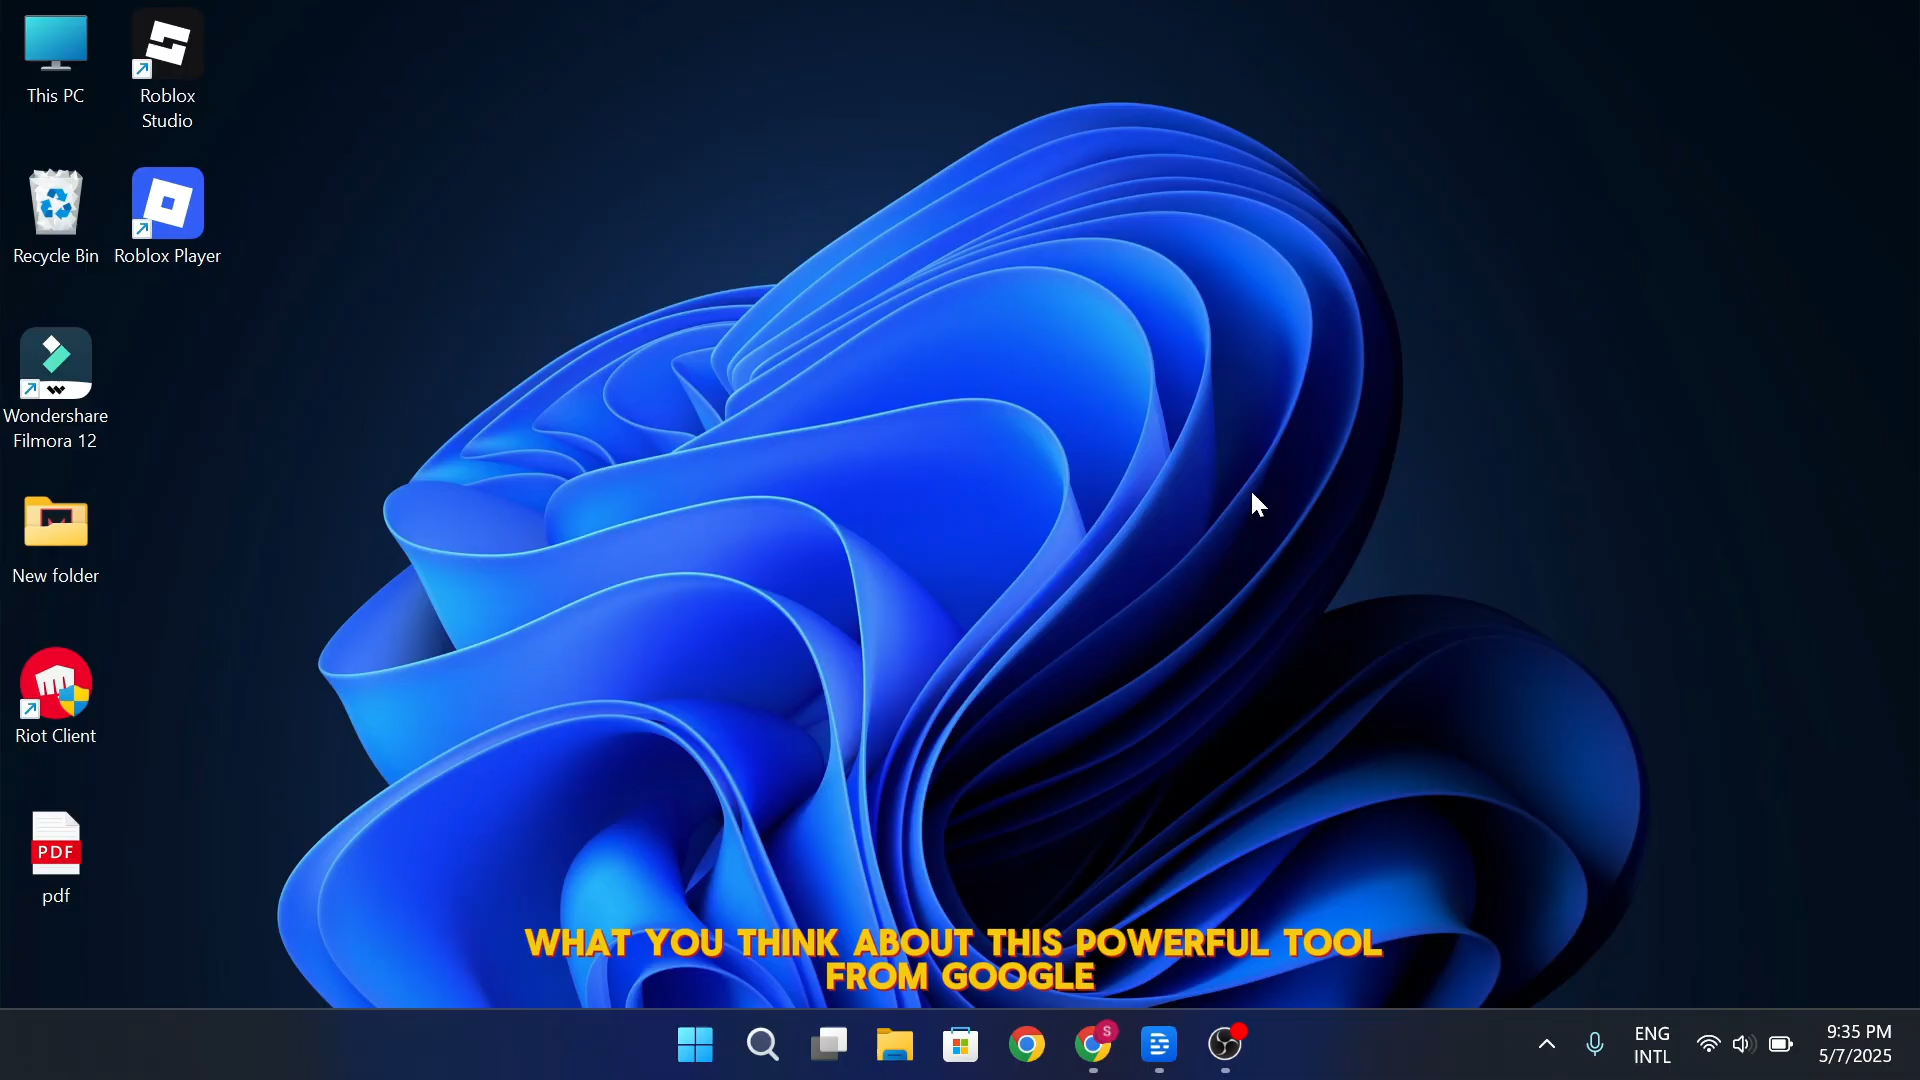 This PC
Roblox
Studio
Recycle Bin
Roblox Player
Wondershare
Filmora 12
New folder
Riot Client
PDF
pdf
WHAT YOU THINK ABOUT THIS POWERFUL TOOL
FROM GOOGLE
S
ENG
INTL
9:35 PM
5/7/2025